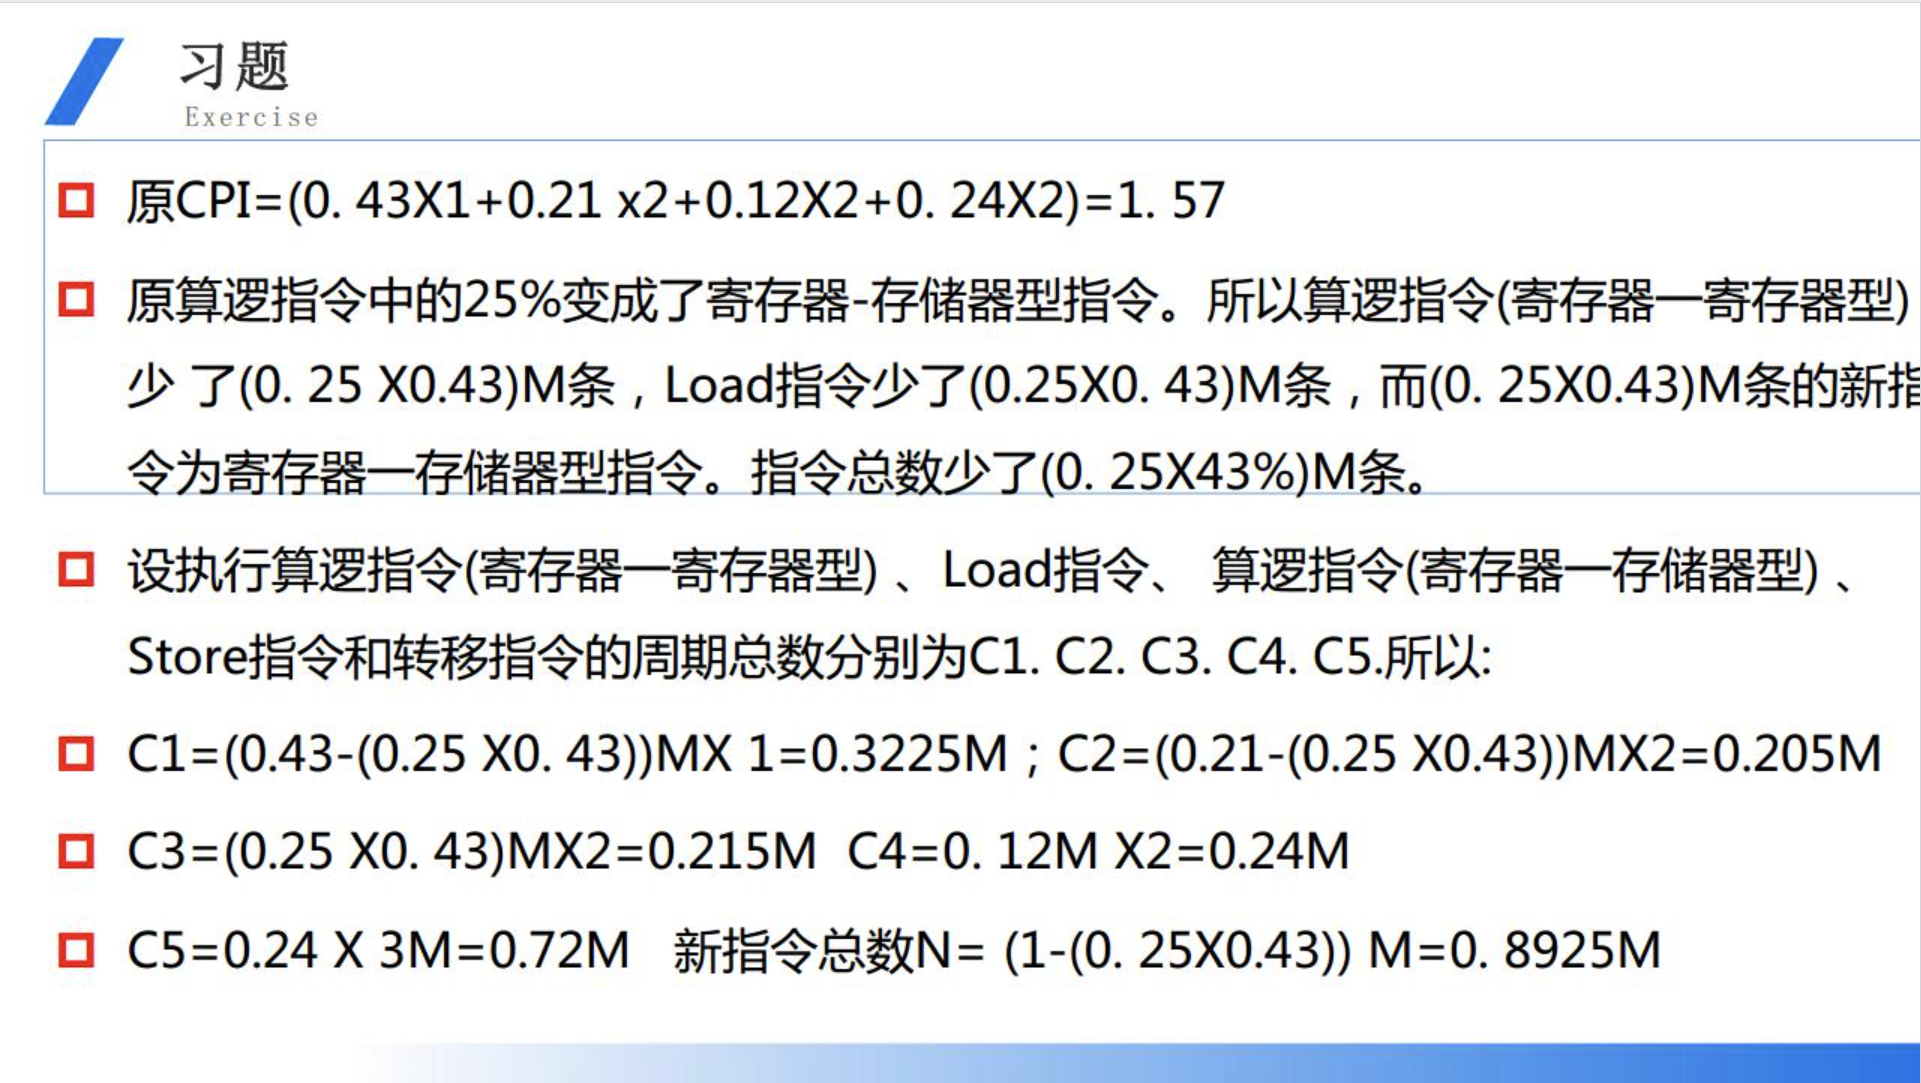 习题
Exercise
原CPI=(0. 43X1+0.21 x2+0.12X2+0. 24X2)=1. 57
原算逻指令中的25%变成了寄存器-存储器型指令。所以算逻指令(寄存器一寄存器型)
少 了(0. 25 X0.43)M条，Load指令少了(0.25X0. 43)M条，而(0. 25X0.43)M条的新指
令为寄存器一存储器型指令。指令总数少了(0. 25X43%)M条。
设执行算逻指令(寄存器一寄存器型) 、Load指令、 算逻指令(寄存器一存储器型) 、
Store指令和转移指令的周期总数分别为C1. C2. C3. C4. C5.所以:
C1=(0.43-(0.25 X0. 43))MX 1=0.3225M；C2=(0.21-(0.25 X0.43))MX2=0.205M
C3=(0.25 X0. 43)MX2=0.215M  C4=0. 12M X2=0.24M
C5=0.24 X 3M=0.72M   新指令总数N= (1-(0. 25X0.43)) M=0. 8925M